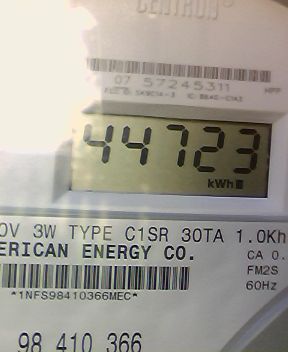 CENTRON®
07 57245311
44723
kWh
0V 3W TYPE C1SR 30TA 1.0Kh
ERICAN ENERGY CO.
CA 0.
FM2S
60Hz
*1NFS98410366MEC*
98 410 366